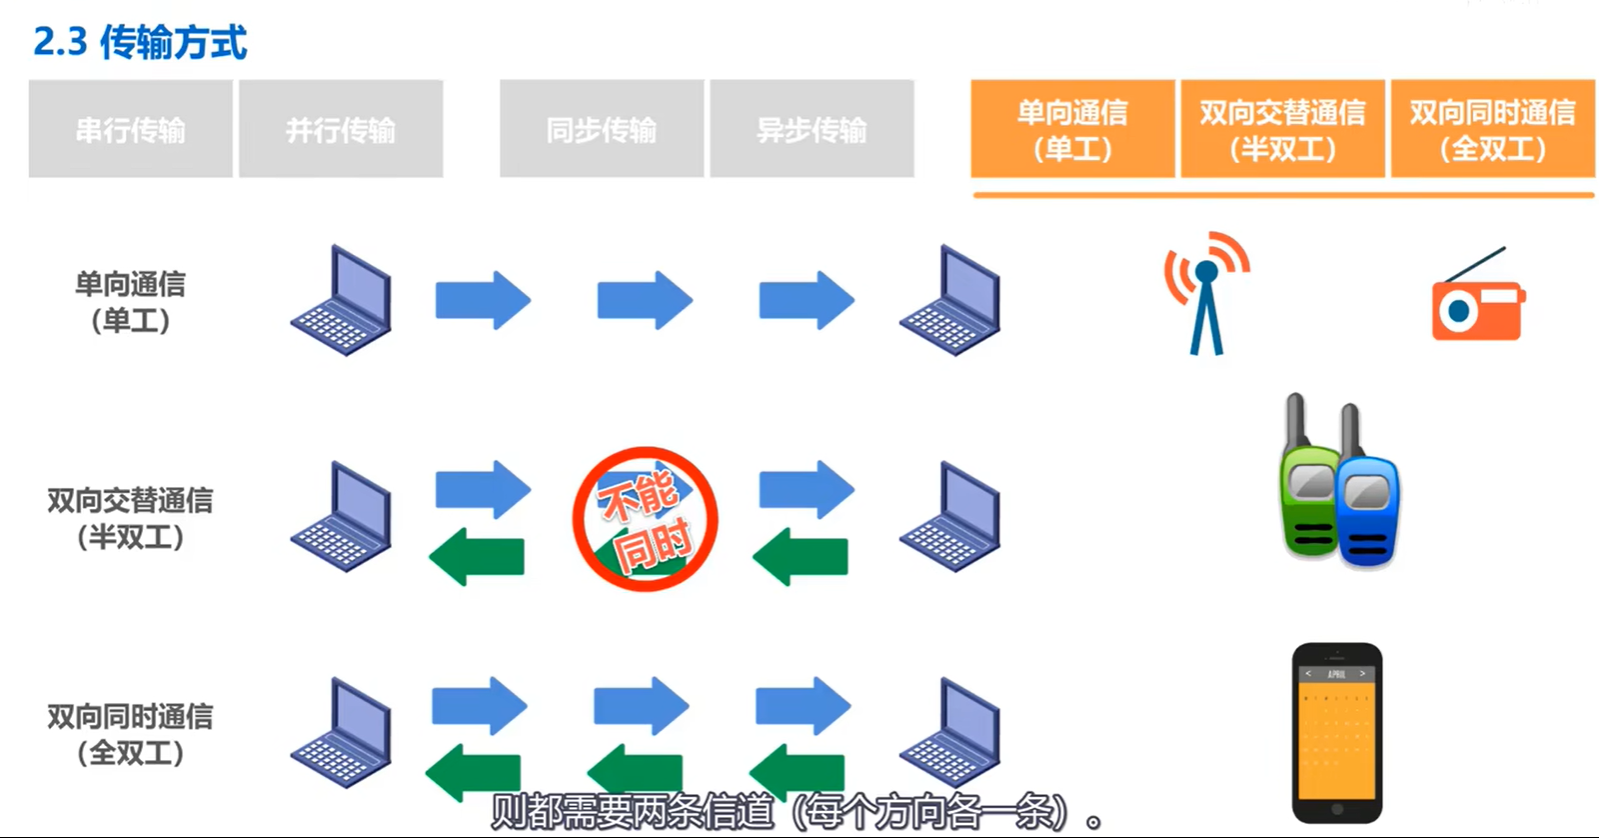 2.3 传输方式
串行传输
并行传输
同步传输
异步传输
单向通信
（单工）
双向交替通信
（半双工）
双向同时通信
（全双工）
单向通信
（单工）
双向交替通信
（半双工）
不能
同时
双向同时通信
（全双工）
< APRIL >
则都需要两条信道（每个方向各一条）。